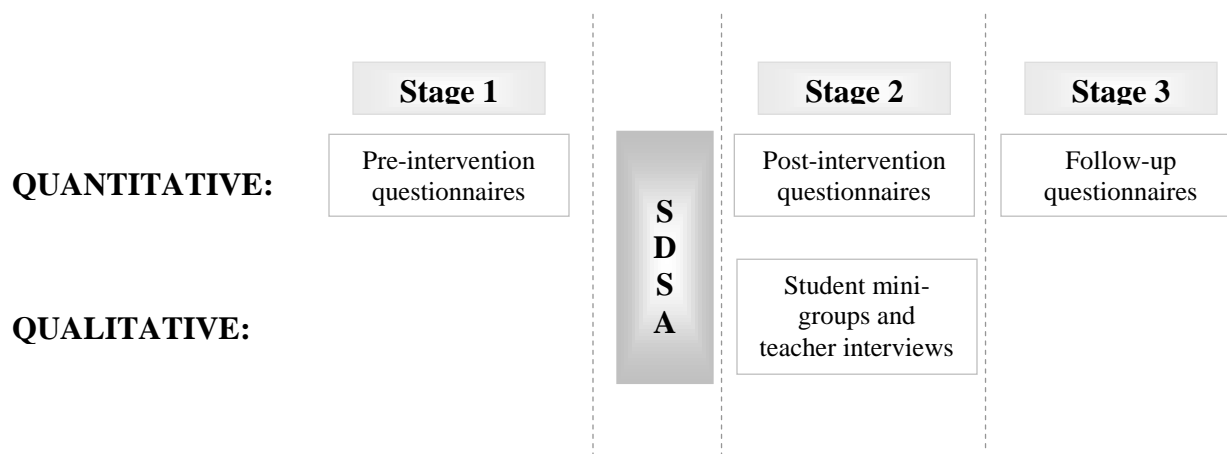 Stage 1
Stage 2
Stage 3
QUANTITATIVE:
Pre-intervention
questionnaires
Post-intervention
questionnaires
Follow-up
questionnaires
S
D
S
A
QUALITATIVE:
Student mini-
groups and
teacher interviews